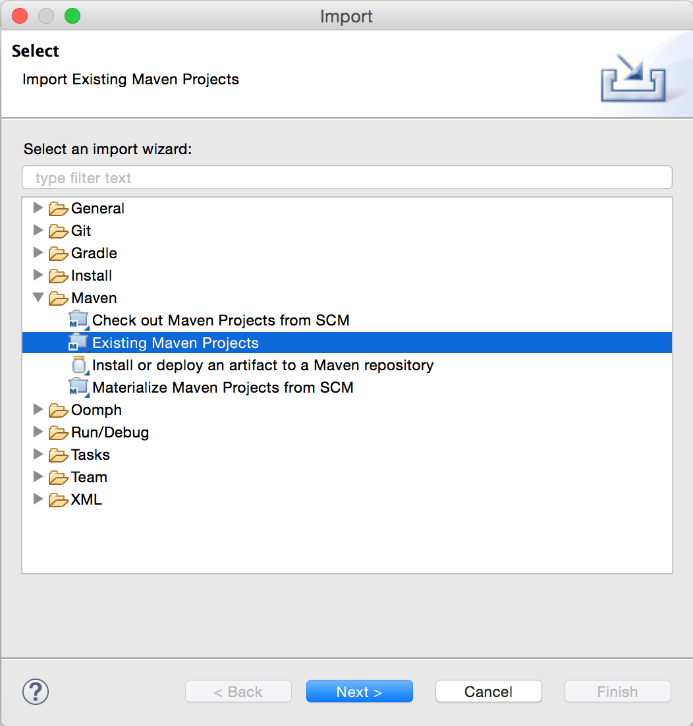 Import
Select
Import Existing Maven Projects
Select an import wizard:
type filter text
General
Git
Gradle
Install
Maven
Check out Maven Projects from SCM
Existing Maven Projects
Install or deploy an artifact to a Maven repository
Materialize Maven Projects from SCM
Oomph
Run/Debug
Tasks
Team
XML
? < Back Next > Cancel Finish